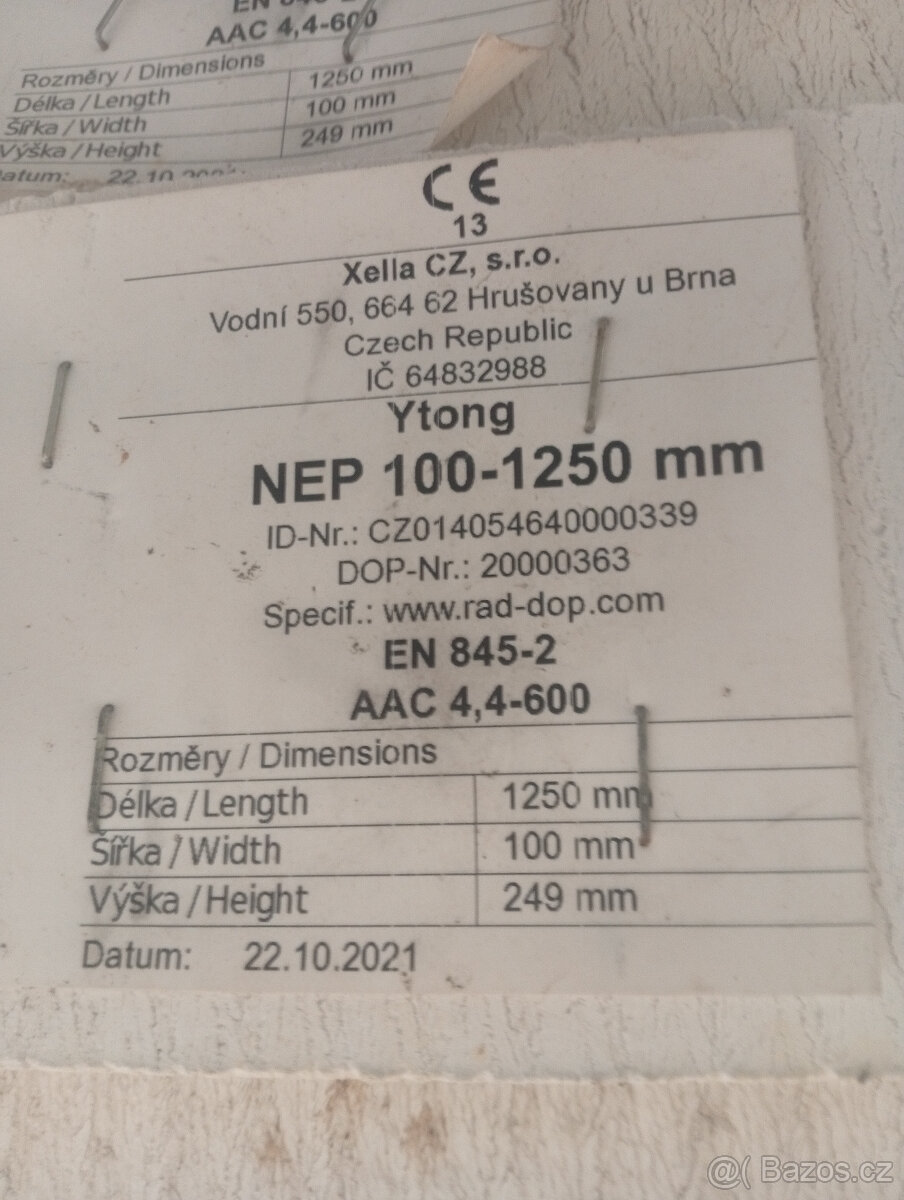 AAC 4,4-600
Rozměry / Dimensions
Délka / Length 1250 mm
Šířka / Width 100 mm
Výška / Height 249 mm
Datum: 22.10
CE
13
Xella CZ, s.r.o.
Vodní 550, 664 62 Hrušovany u Brna
Czech Republic
IČ 64832988
Ytong
NEP 100-1250 mm
ID-Nr.: CZ014054640000339
DOP-Nr.: 20000363
Specif.: www.rad-dop.com
EN 845-2
AAC 4,4-600
Rozměry / Dimensions
Délka / Length 1250 mm
Šířka / Width 100 mm
Výška / Height 249 mm
Datum: 22.10.2021
@( Bazos.cz